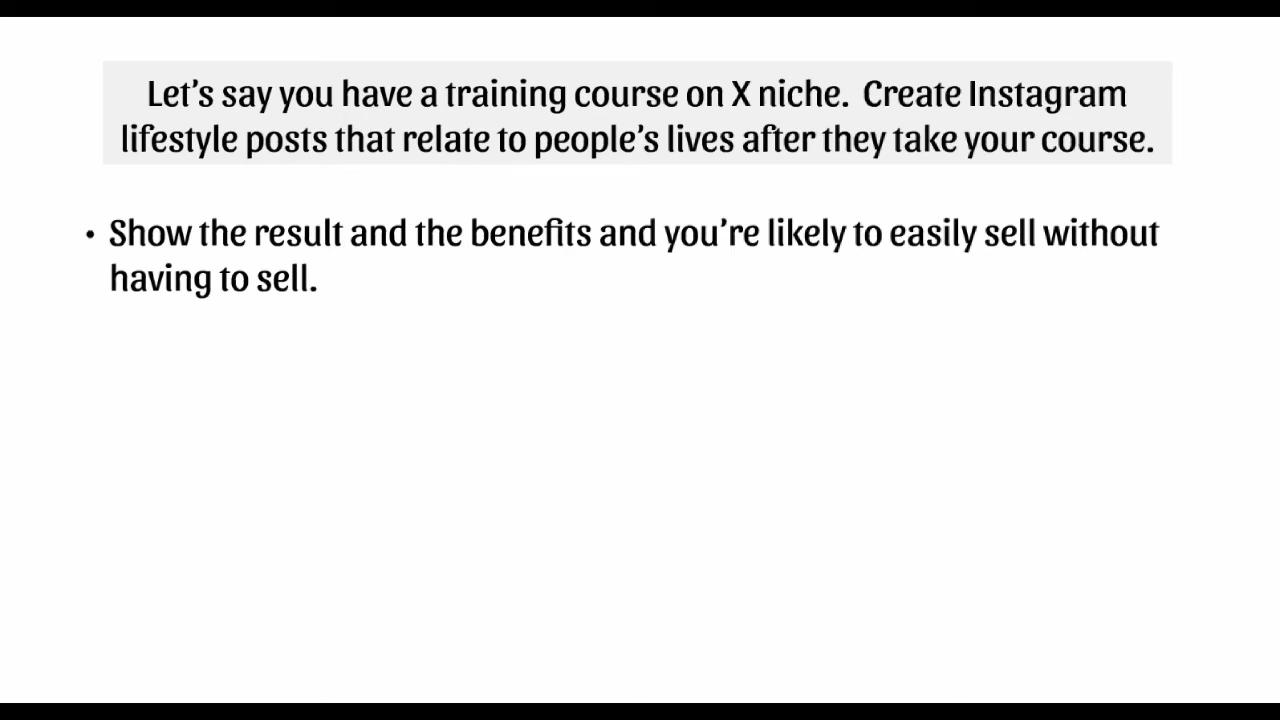 Let's say you have a training course on X niche.  Create Instagram
lifestyle posts that relate to people's lives after they take your course.
• Show the result and the benefits and you're likely to easily sell without
having to sell.